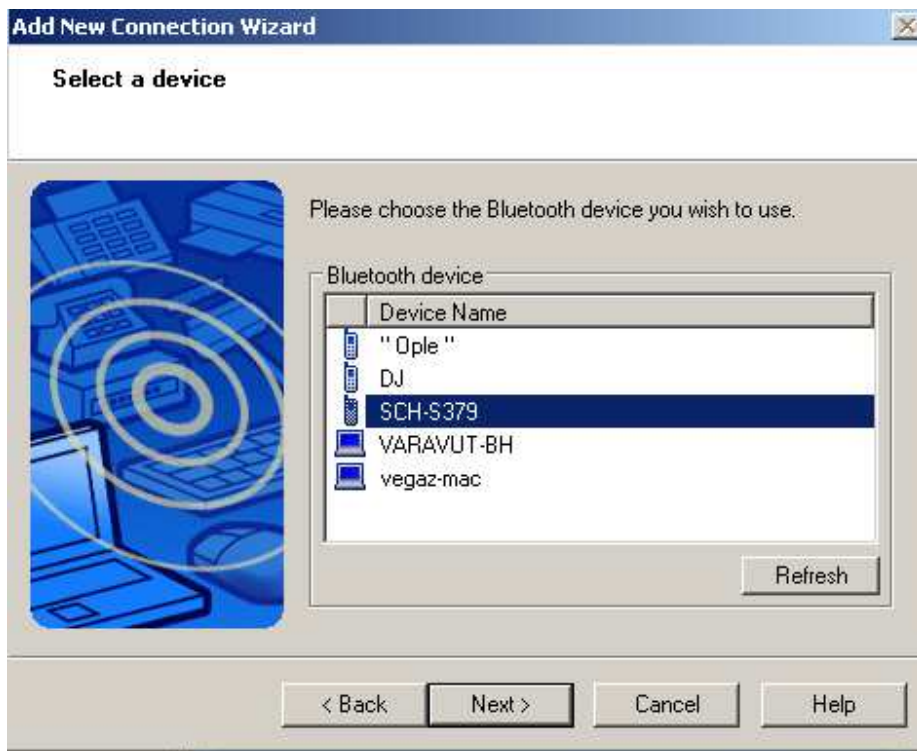 Add New Connection Wizard
Select a device
Please choose the Bluetooth device you wish to use.
Bluetooth device
Device Name
" Ople "
DJ
SCH-S379
VARAVUT-BH
vegaz-mac
Refresh
< Back Next > Cancel Help